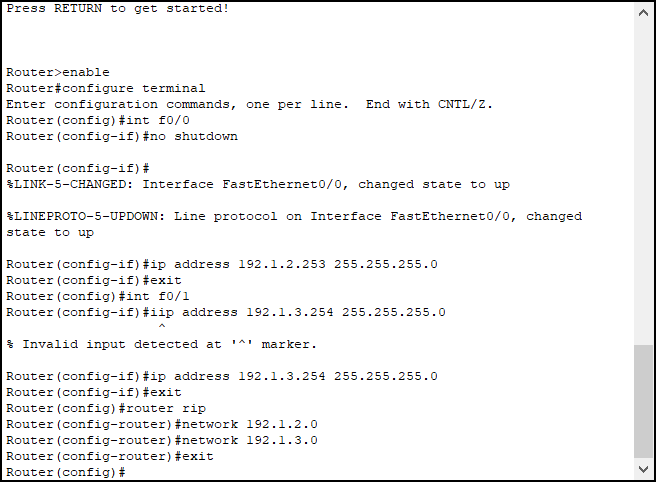 Press RETURN to get started!
Router>enable
Router#configure terminal
Enter configuration commands, one per line.  End with CNTL/Z.
Router(config)#int f0/0
Router(config-if)#no shutdown
Router(config-if)#
%LINK-5-CHANGED: Interface FastEthernet0/0, changed state to up
%LINEPROTO-5-UPDOWN: Line protocol on Interface FastEthernet0/0, changed
state to up
Router(config-if)#ip address 192.1.2.253 255.255.255.0
Router(config-if)#exit
Router(config)#int f0/1
Router(config-if)#iip address 192.1.3.254 255.255.255.0
^
% Invalid input detected at '^' marker.
Router(config-if)#ip address 192.1.3.254 255.255.255.0
Router(config-if)#exit
Router(config)#router rip
Router(config-router)#network 192.1.2.0
Router(config-router)#network 192.1.3.0
Router(config-router)#exit
Router(config)#